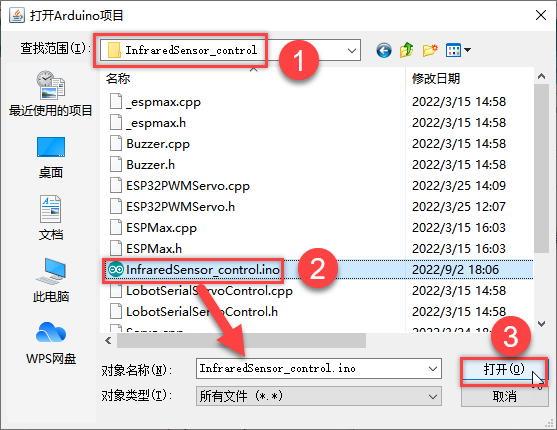 打开Arduino项目
查找范围(I):
InfraredSensor_control
1
名称
修改日期
_espmax.cpp
2022/3/15 14:58
_espmax.h
2022/3/15 14:58
Buzzer.cpp
2022/3/15 14:58
Buzzer.h
2022/3/15 14:58
ESP32PWMServo.cpp
2022/3/25 14:09
ESP32PWMServo.h
2022/3/25 12:07
ESPMax.cpp
2022/3/15 16:03
ESPMax.h
2022/3/15 16:03
InfraredSensor_control.ino
2022/9/2 18:06
2
LobotSerialServoControl.cpp
2022/3/15 14:58
LobotSerialServoControl.h
2022/3/15 14:58
最近使用的项目
桌面
文档
此电脑
WPS网盘
3
对象名称(N):
InfraredSensor_control.ino
打开(O)
对象类型(T):
所有文件 (*.*)
取消